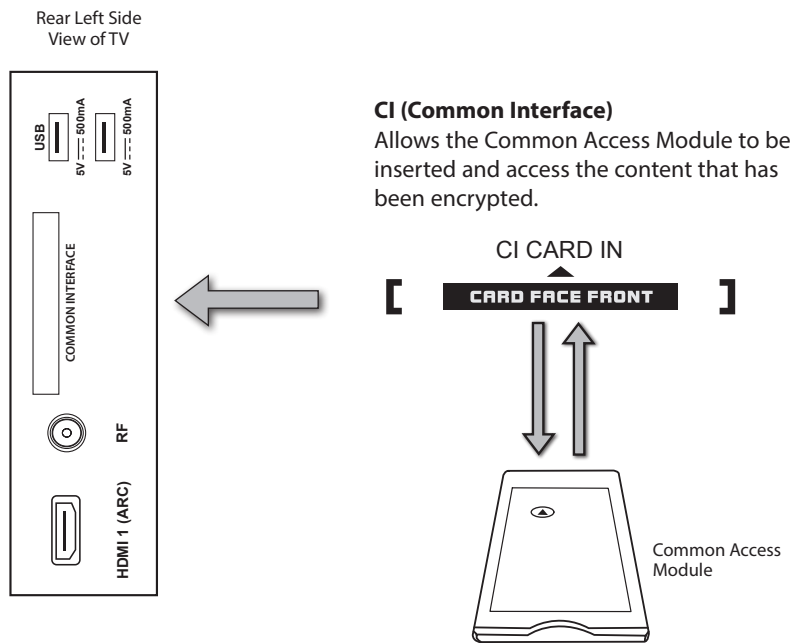 Rear Left Side
View of TV
USB
5V ⎓ 500mA
5V ⎓ 500mA
COMMON INTERFACE
RF
HDMI 1 (ARC)
CI (Common Interface)
Allows the Common Access Module to be
inserted and access the content that has
been encrypted.
CI CARD IN
[ CARD FACE FRONT ]
Common Access
Module